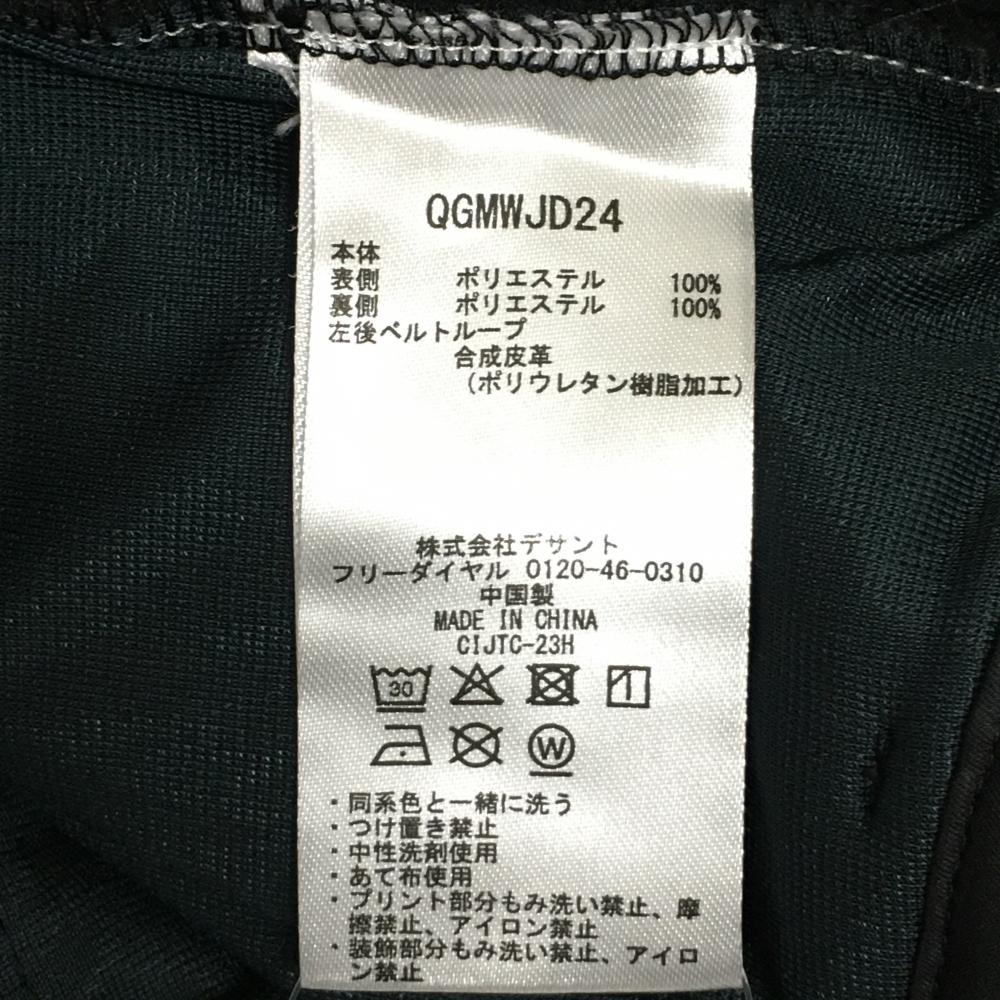 QGMWJD24
本体
表側 ポリエステル 100%
裏側 ポリエステル 100%
左後ベルトループ
合成皮革
(ポリウレタン樹脂加工)
株式会社デサント
フリーダイヤル 0120-46-0310
中国製
MADE IN CHINA
CIJTC-23H
30
W
・同系色と一緒に洗う
・つけ置き禁止
・中性洗剤使用
・あて布使用
・プリント部分もみ洗い禁止、摩
擦禁止、アイロン禁止
・装飾部分もみ洗い禁止、アイロ
ン禁止